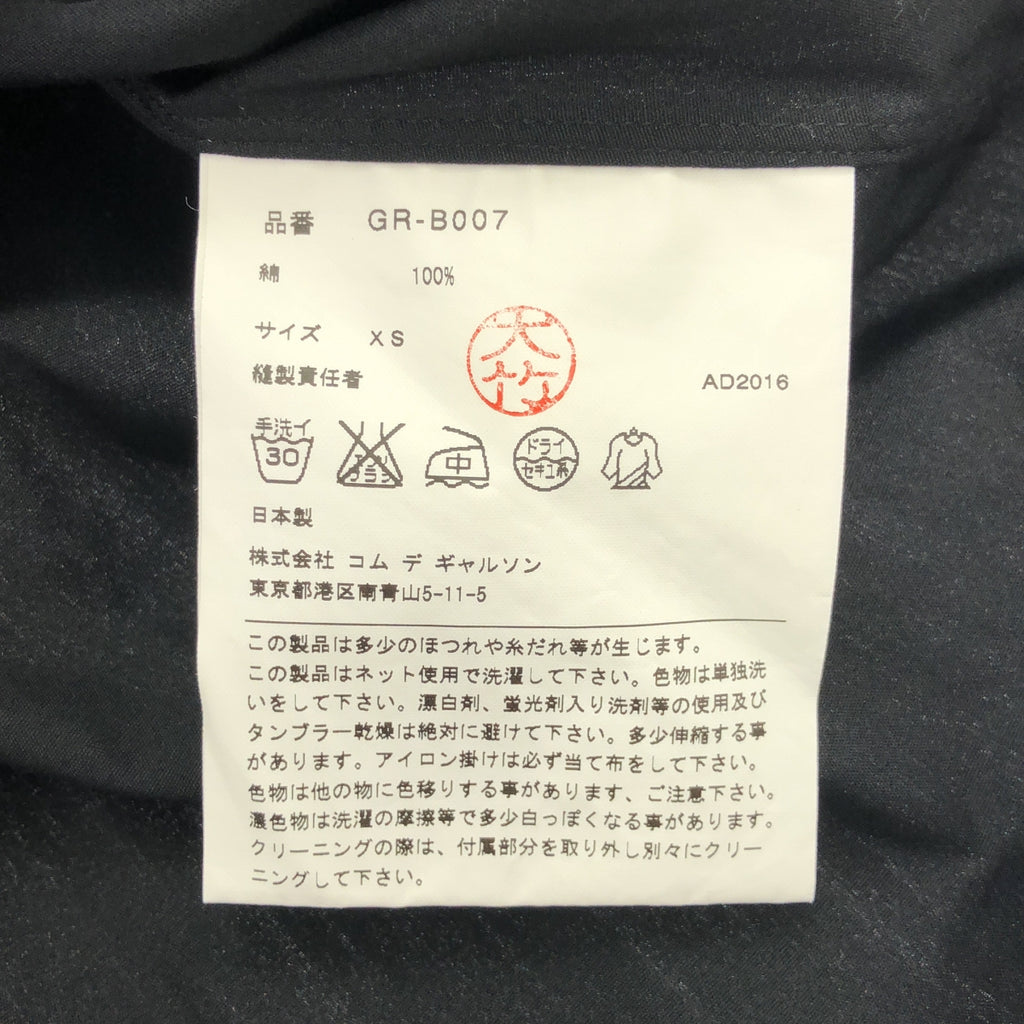 品番 GR-B007
綿 100%
サイズ XS
大竹
縫製責任者
AD2016
手洗イ
30
エンソ
サラシ
中
ドライ
セキユ系
日本製
株式会社 コム デ ギャルソン
東京都港区南青山5-11-5
この製品は多少のほつれや糸だれ等が生じます。
この製品はネット使用で洗濯して下さい。色物は単独洗
いをして下さい。漂白剤、蛍光剤入り洗剤等の使用及び
タンブラー乾燥は絶対に避けて下さい。多少伸縮する事
があります。アイロン掛けは必ず当て布をして下さい。
色物は他の物に色移りする事があります、ご注意下さい。
濃色物は洗濯の摩擦等で多少白っぽくなる事があります。
クリーニングの際は、付属部分を取り外し別々にクリー
ニングして下さい。